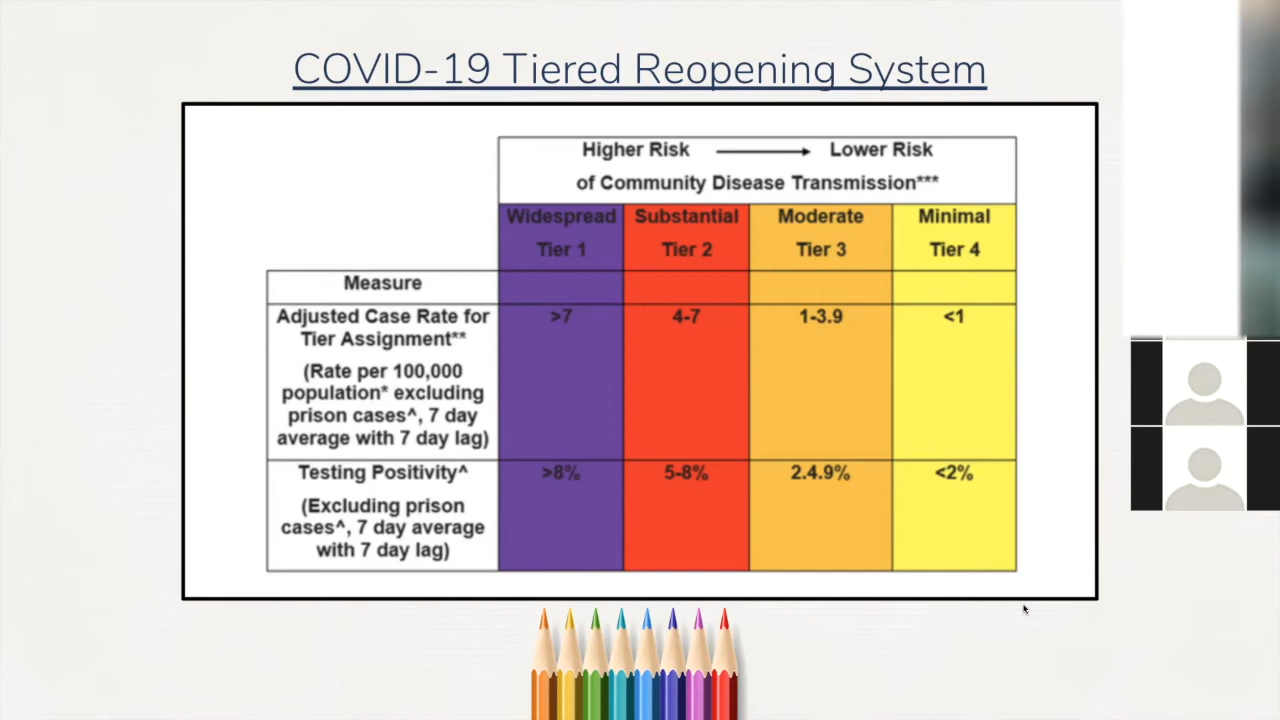 COVID-19 Tiered Reopening System
Higher Risk Lower Risk
of Community Disease Transmission***
Widespread Substantial Moderate Minimal
Tier 1 Tier 2 Tier 3 Tier 4
Measure
Adjusted Case Rate for >7 4-7 1-3.9 <1
Tier Assignment**
(Rate per 100,000
population* excluding
prison cases^, 7 day
average with 7 day lag)
Testing Positivity^ >8% 5-8% 2.4.9% <2%
(Excluding prison
cases^, 7 day average
with 7 day lag)